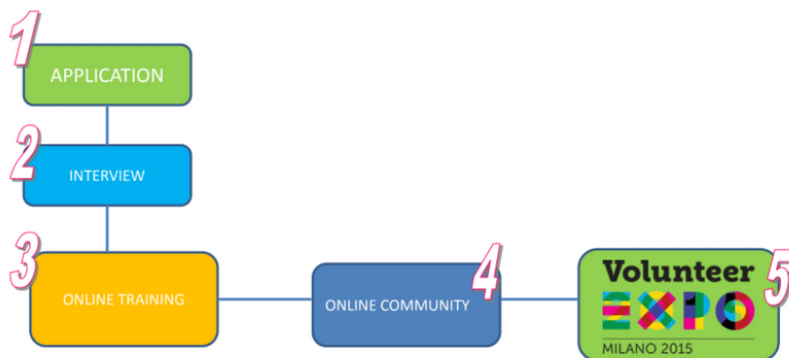 1
APPLICATION
2
INTERVIEW
3
ONLINE TRAINING
4
ONLINE COMMUNITY
5
Volunteer
EXPO
MILANO 2015